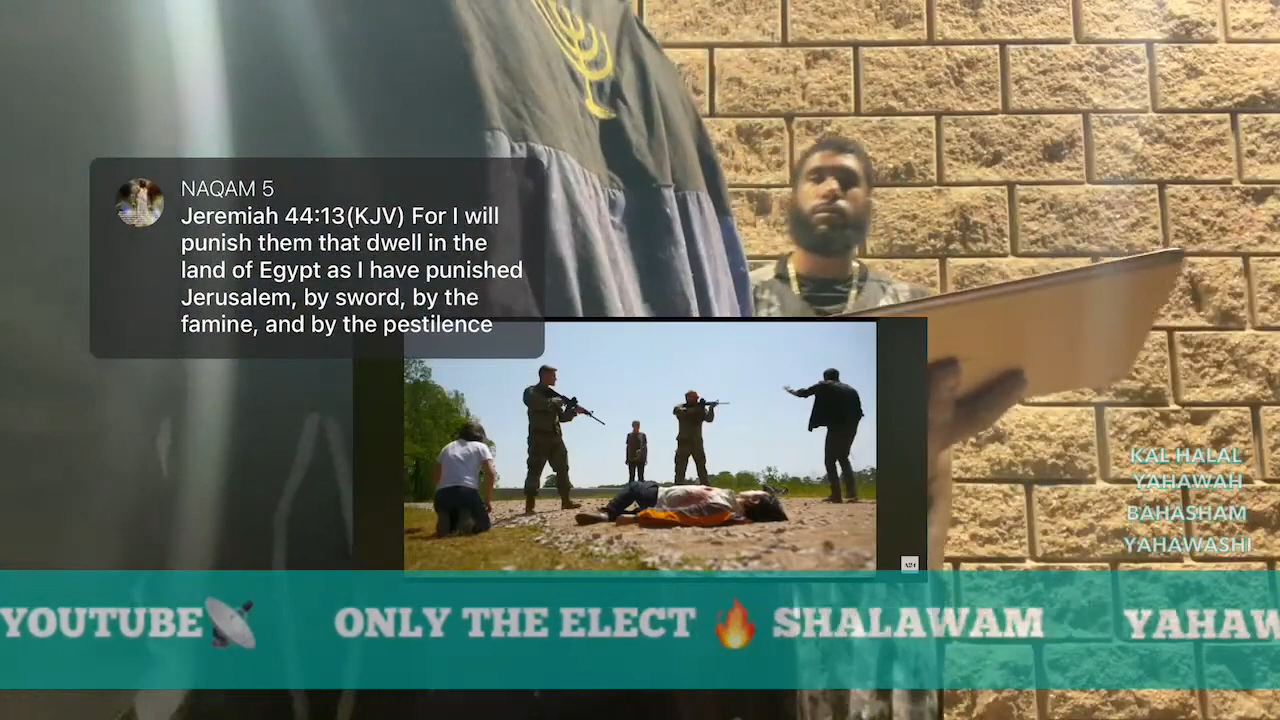 NAQAM 5
Jeremiah 44:13(KJV) For I will
punish them that dwell in the
land of Egypt as I have punished
Jerusalem, by sword, by the
famine, and by the pestilence
KAL HALAL
YAHAWAH
BAHASHAM
YAHAWASHI
A24
YOUTUBE📡 ONLY THE ELECT 🔥 SHALAWAM YAHAW